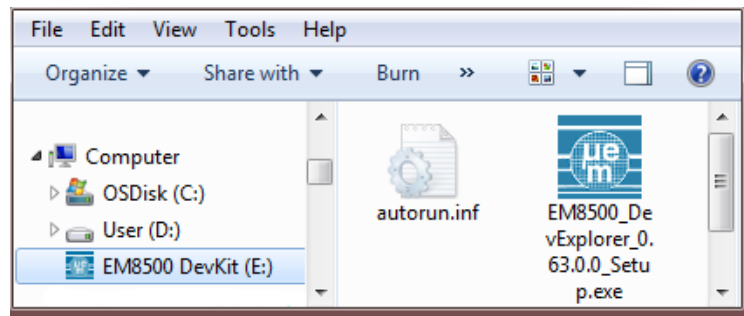 File Edit View Tools Help
Organize Share with Burn »
Computer
OSDisk (C:)
User (D:)
EM8500 DevKit (E:)
autorun.inf
μem
EM8500_De
vExplorer_0.
63.0.0_Setu
p.exe